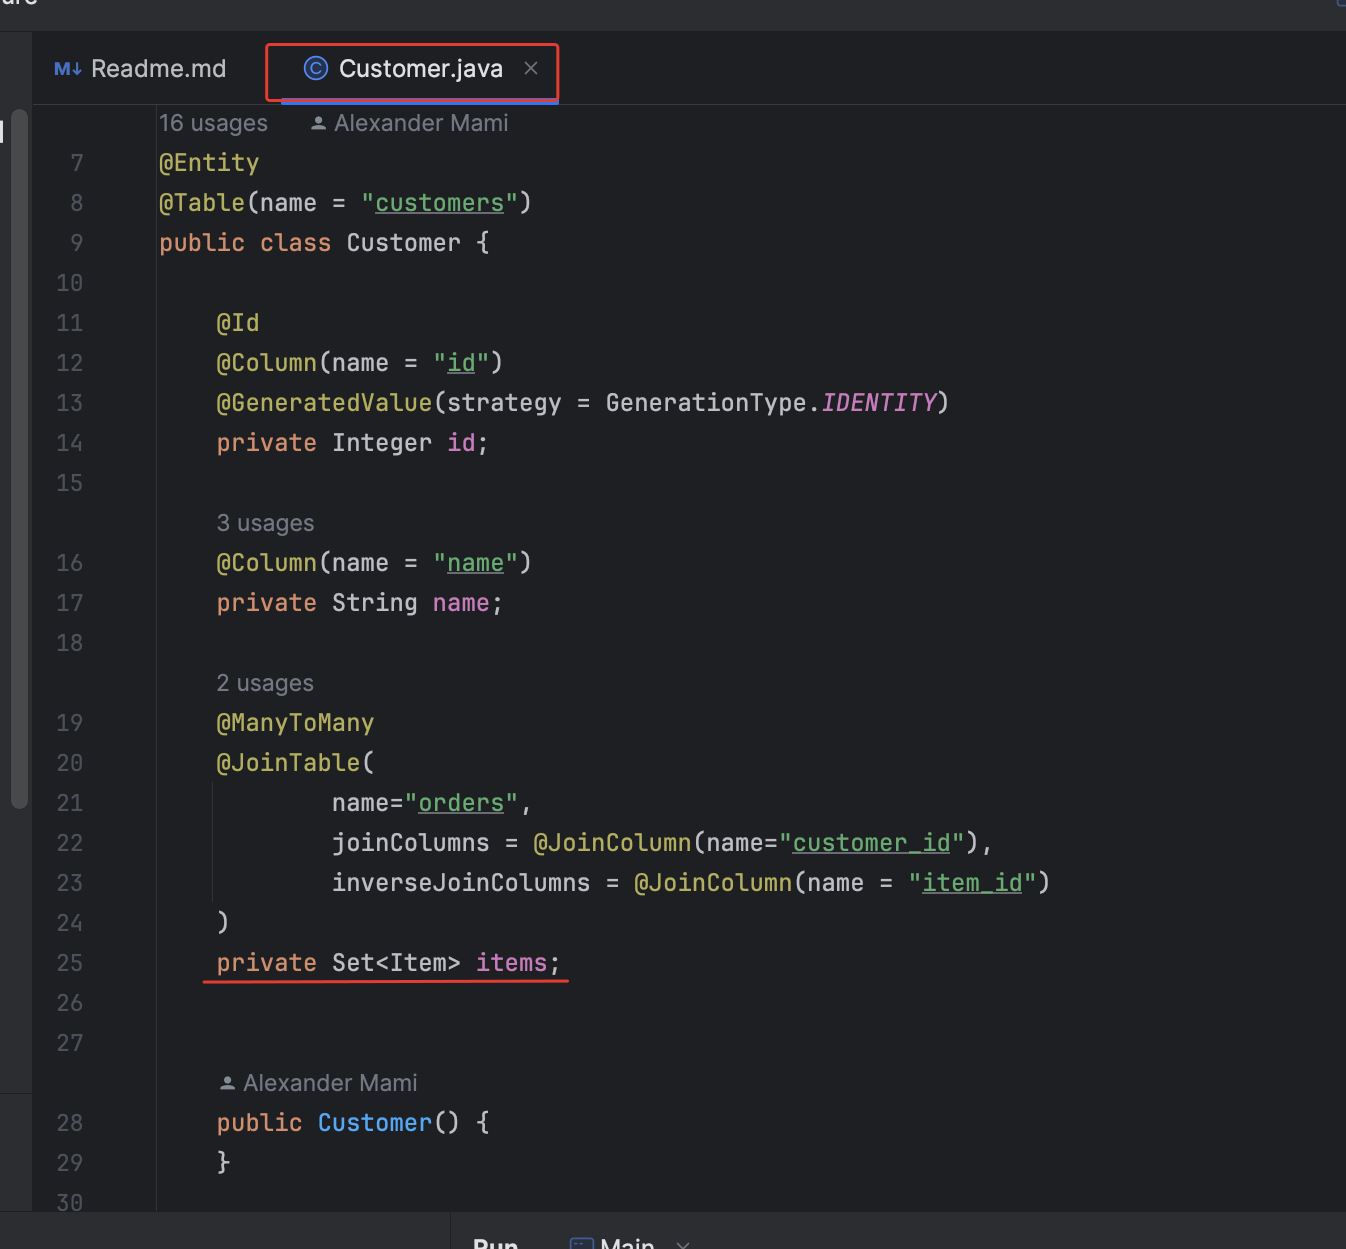 Readme.md Customer.java
16 usages Alexander Mami
7 @Entity
8 @Table(name = "customers")
9 public class Customer {
10
11 @Id
12 @Column(name = "id")
13 @GeneratedValue(strategy = GenerationType.IDENTITY)
14 private Integer id;
15
3 usages
16 @Column(name = "name")
17 private String name;
18
2 usages
19 @ManyToMany
20 @JoinTable(
21 name="orders",
22 joinColumns = @JoinColumn(name="customer_id"),
23 inverseJoinColumns = @JoinColumn(name = "item_id")
24 )
25 private Set<Item> items;
26
27
Alexander Mami
28 public Customer() {
29 }
30
Run Main